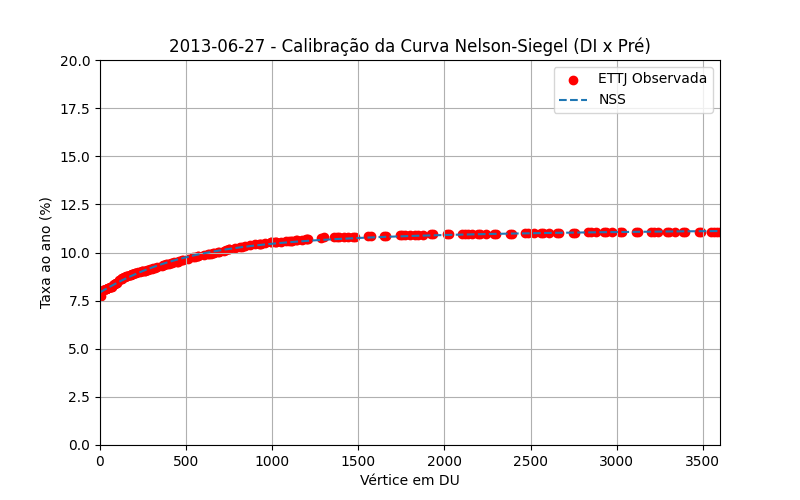 2013-06-27 - Calibração da Curva Nelson-Siegel (DI x Pré)
ETTJ Observada
NSS
Taxa ao ano (%)
20.0
17.5
15.0
12.5
10.0
7.5
5.0
2.5
0.0
0 500 1000 1500 2000 2500 3000 3500
Vértice em DU